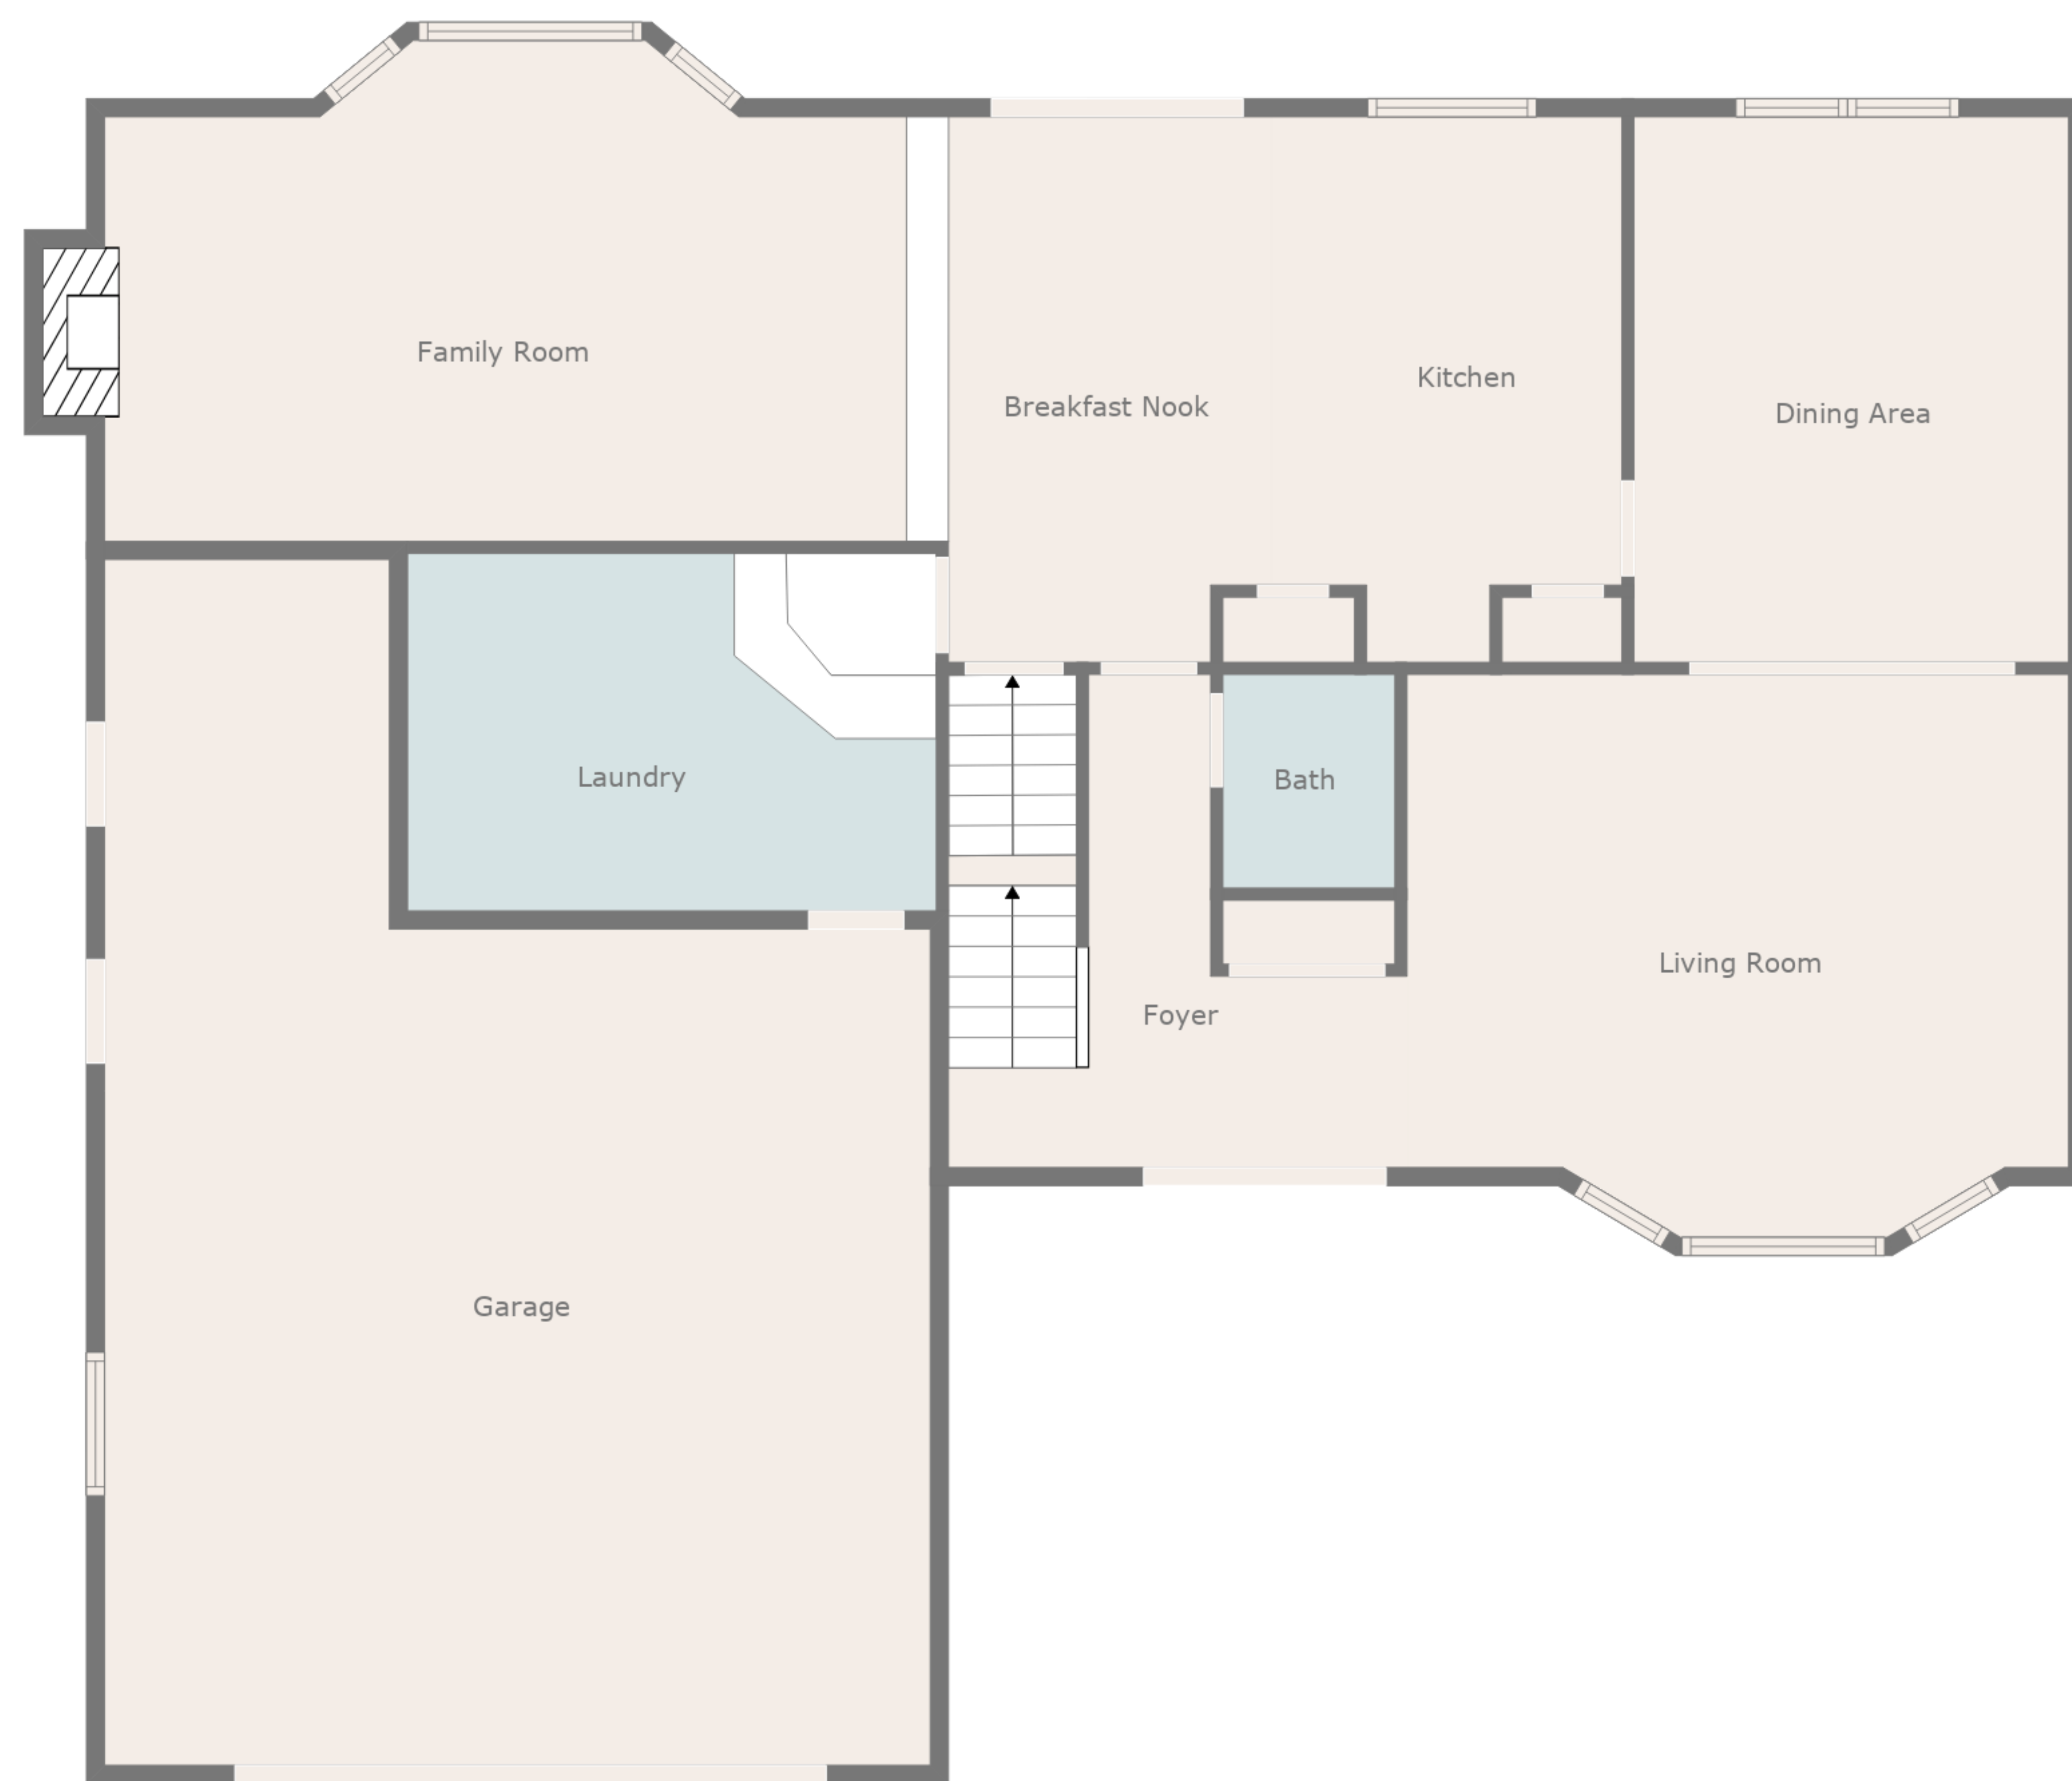 Family Room
Kitchen
Breakfast Nook
Dining Area
Laundry
Bath
Living Room
Foyer
Garage